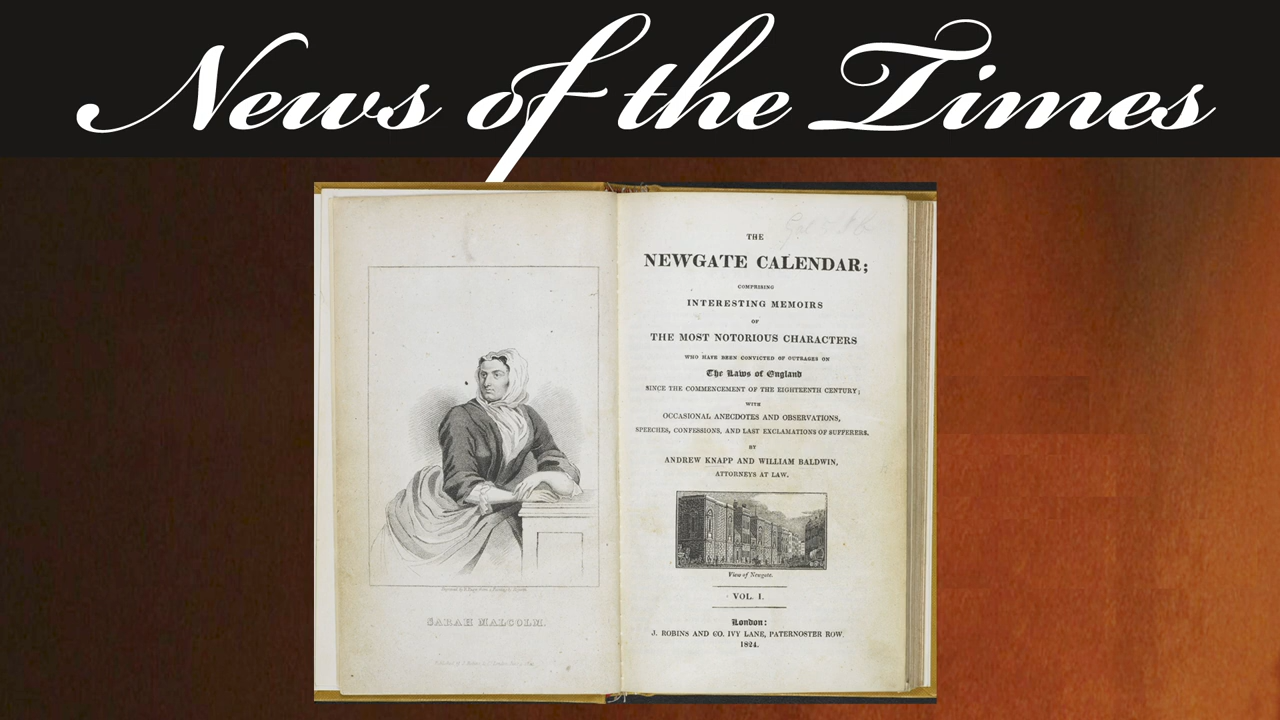 News of the Times
THE
NEWGATE CALENDAR;
COMPRISING
INTERESTING MEMOIRS
OF
THE MOST NOTORIOUS CHARACTERS
WHO HAVE BEEN CONVICTED OF OUTRAGES ON
The Laws of England
SINCE THE COMMENCEMENT OF THE EIGHTEENTH CENTURY;
WITH
OCCASIONAL ANECDOTES AND OBSERVATIONS,
SPEECHES, CONFESSIONS, AND LAST EXCLAMATIONS OF SUFFERERS.
BY
ANDREW KNAPP AND WILLIAM BALDWIN,
ATTORNEYS AT LAW.
View of Newgate.
VOL. I.
London:
J. ROBINS AND CO. IVY LANE, PATERNOSTER ROW.
1824.
SARAH MALCOLM.